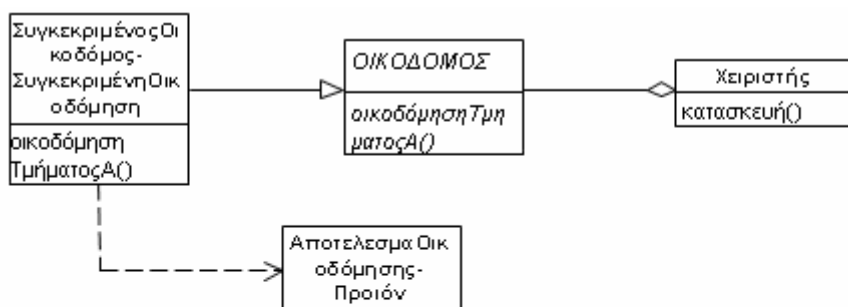 ΣυγκεκριμένοςΟι
κοδόμος-
ΣυγκεκριμένηΟικ
οδόμηση
οικοδόμηση
ΤμήματοςΑ()
ΟΙΚΟΔΟΜΟΣ
οικοδόμησηΤμη
ματοςΑ()
Χειριστής
κατασκευή()
ΑποτελεσμαΟικ
οδόμησης-
Προιόν